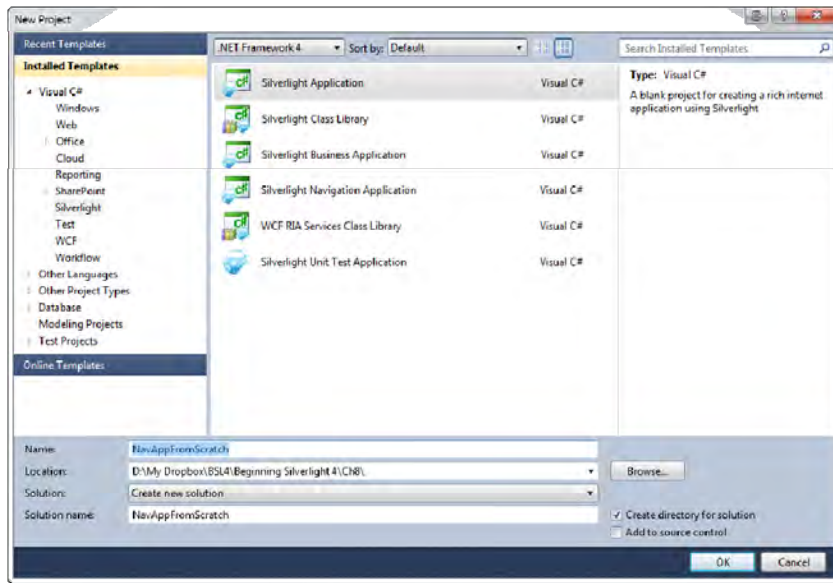 New Project
Recent Templates
.NET Framework 4 Sort by: Default Search Installed Templates
Installed Templates
Visual C#
Windows
Web
Office
Cloud
Reporting
SharePoint
Silverlight
Test
WCF
Workflow
Other Languages
Other Project Types
Database
Modeling Projects
Test Projects
Online Templates
Silverlight Application Visual C#
Silverlight Class Library Visual C#
Silverlight Business Application Visual C#
Silverlight Navigation Application Visual C#
WCF RIA Services Class Library Visual C#
Silverlight Unit Test Application Visual C#
Type: Visual C#
A blank project for creating a rich internet
application using Silverlight
Name: NavAppFromScratch
Location: D:\My Dropbox\BSL4\Beginning Silverlight 4\Ch8\ Browse...
Solution: Create new solution
Solution name: NavAppFromScratch Create directory for solution
Add to source control
OK Cancel